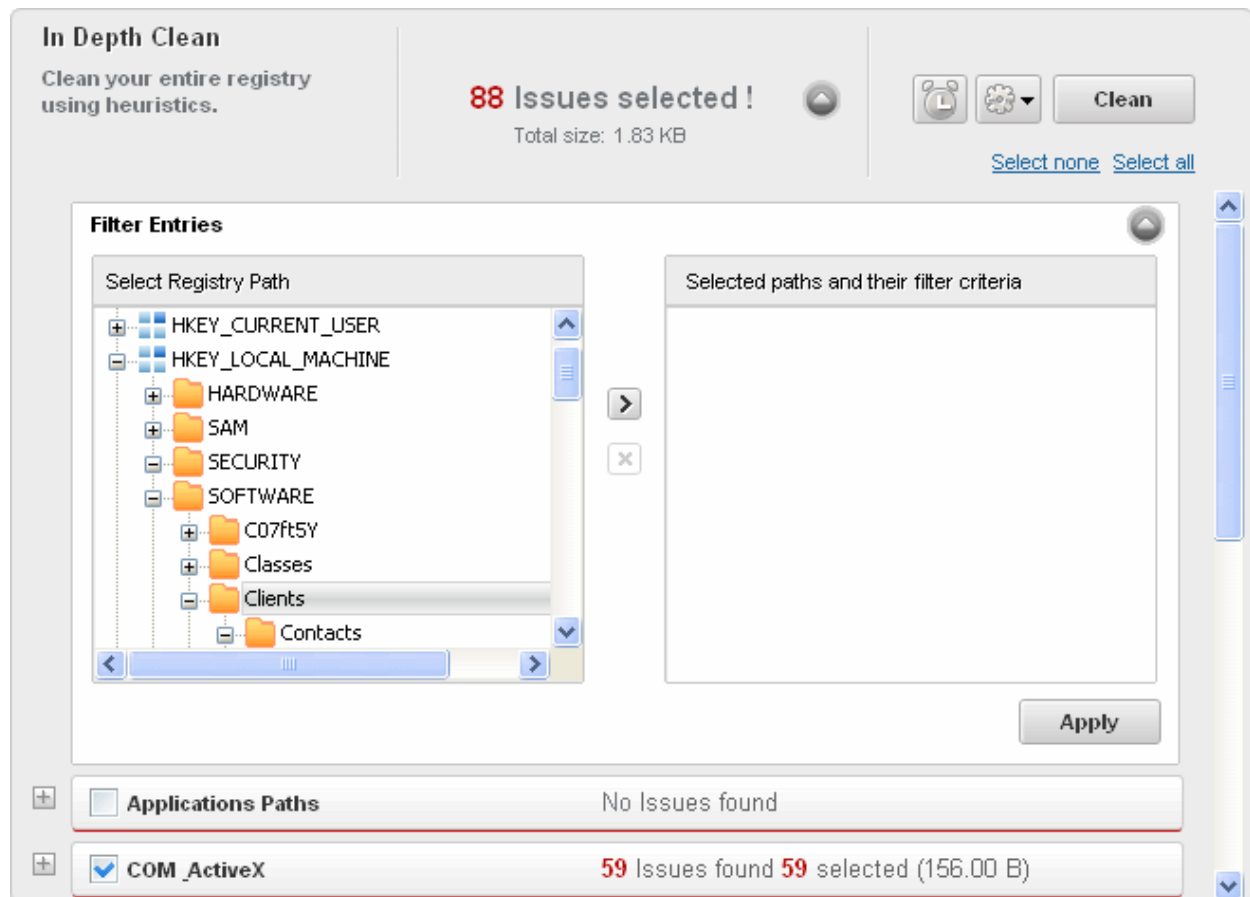 In Depth Clean
Clean your entire registry
using heuristics.
88 Issues selected !
Total size: 1.83 KB
Clean
Select none Select all
Filter Entries
Select Registry Path
HKEY_CURRENT_USER
HKEY_LOCAL_MACHINE
HARDWARE
SAM
SECURITY
SOFTWARE
C07ft5Y
Classes
Clients
Contacts
Selected paths and their filter criteria
Apply
Applications Paths No Issues found
COM_ActiveX 59 Issues found 59 selected (156.00 B)